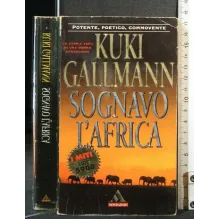 KUKI GALLMANN
SOGNAVO L'AFRICA
POTENTE, POETICO, COMMOVENTE
KUKI
GALLMANN
SOGNAVO
L'AFRICA
I MITI